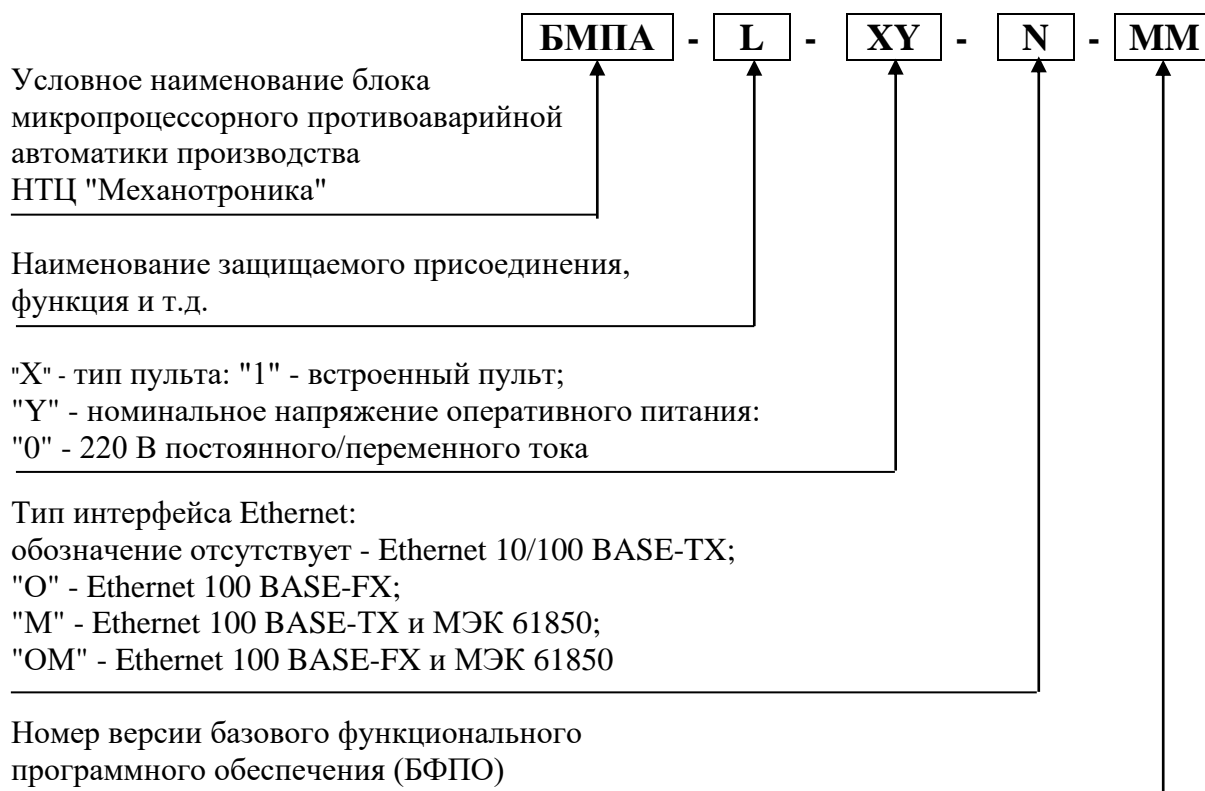 БМПА - L - XY - N - ММ
Условное наименование блока
микропроцессорного противоаварийной
автоматики производства
НТЦ "Механотроника"
Наименование защищаемого присоединения,
функция и т.д.
"X" - тип пульта: "1" - встроенный пульт;
"Y" - номинальное напряжение оперативного питания:
"0" - 220 В постоянного/переменного тока
Тип интерфейса Ethernet:
обозначение отсутствует - Ethernet 10/100 BASE-TX;
"О" - Ethernet 100 BASE-FX;
"М" - Ethernet 100 BASE-TX и МЭК 61850;
"ОМ" - Ethernet 100 BASE-FX и МЭК 61850
Номер версии базового функционального
программного обеспечения (БФПО)